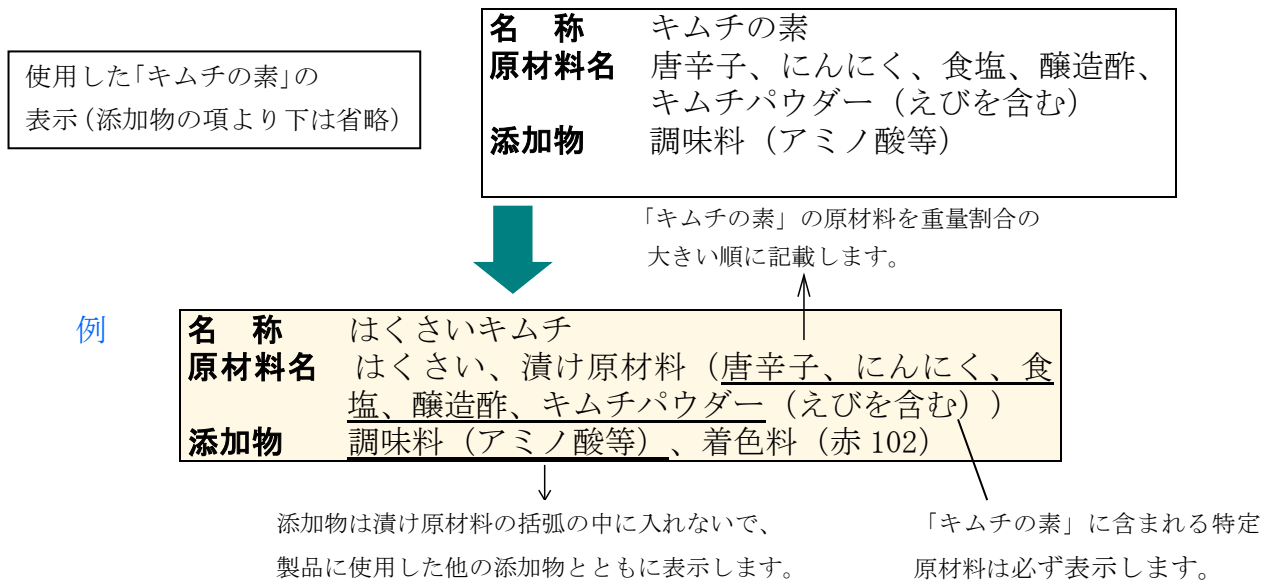 使用した「キムチの素」の
表示(添加物の項より下は省略)
名　称　キムチの素
原材料名　唐辛子、にんにく、食塩、醸造酢、
キムチパウダー（えびを含む）
添加物　調味料（アミノ酸等）
「キムチの素」の原材料を重量割合の
大きい順に記載します。
例
名　称　はくさいキムチ
原材料名　はくさい、漬け原材料（唐辛子、にんにく、食
塩、醸造酢、キムチパウダー（えびを含む））
添加物　調味料（アミノ酸等）、着色料（赤102）
添加物は漬け原材料の括弧の中に入れないで、
製品に使用した他の添加物とともに表示します。
「キムチの素」に含まれる特定
原材料は必ず表示します。